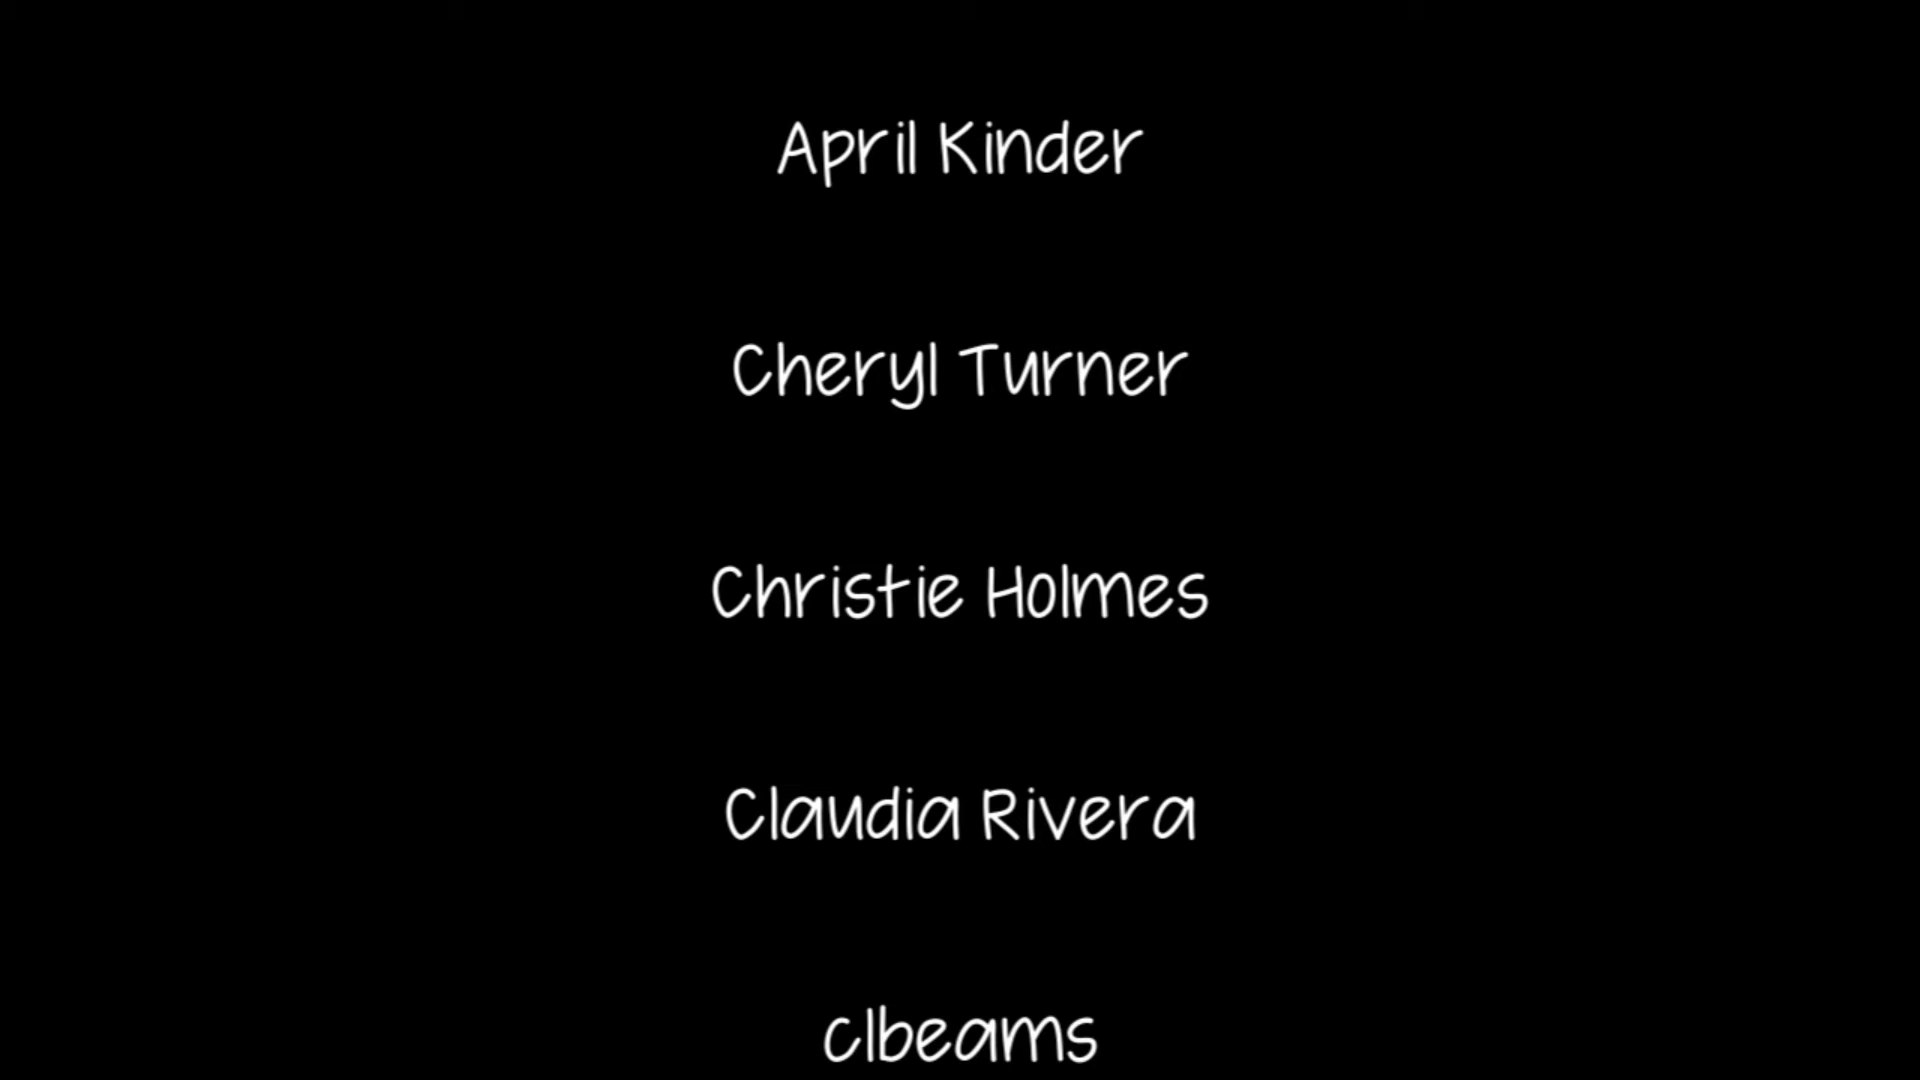 April Kinder
Cheryl Turner
Christie Holmes
Claudia Rivera
clbeams